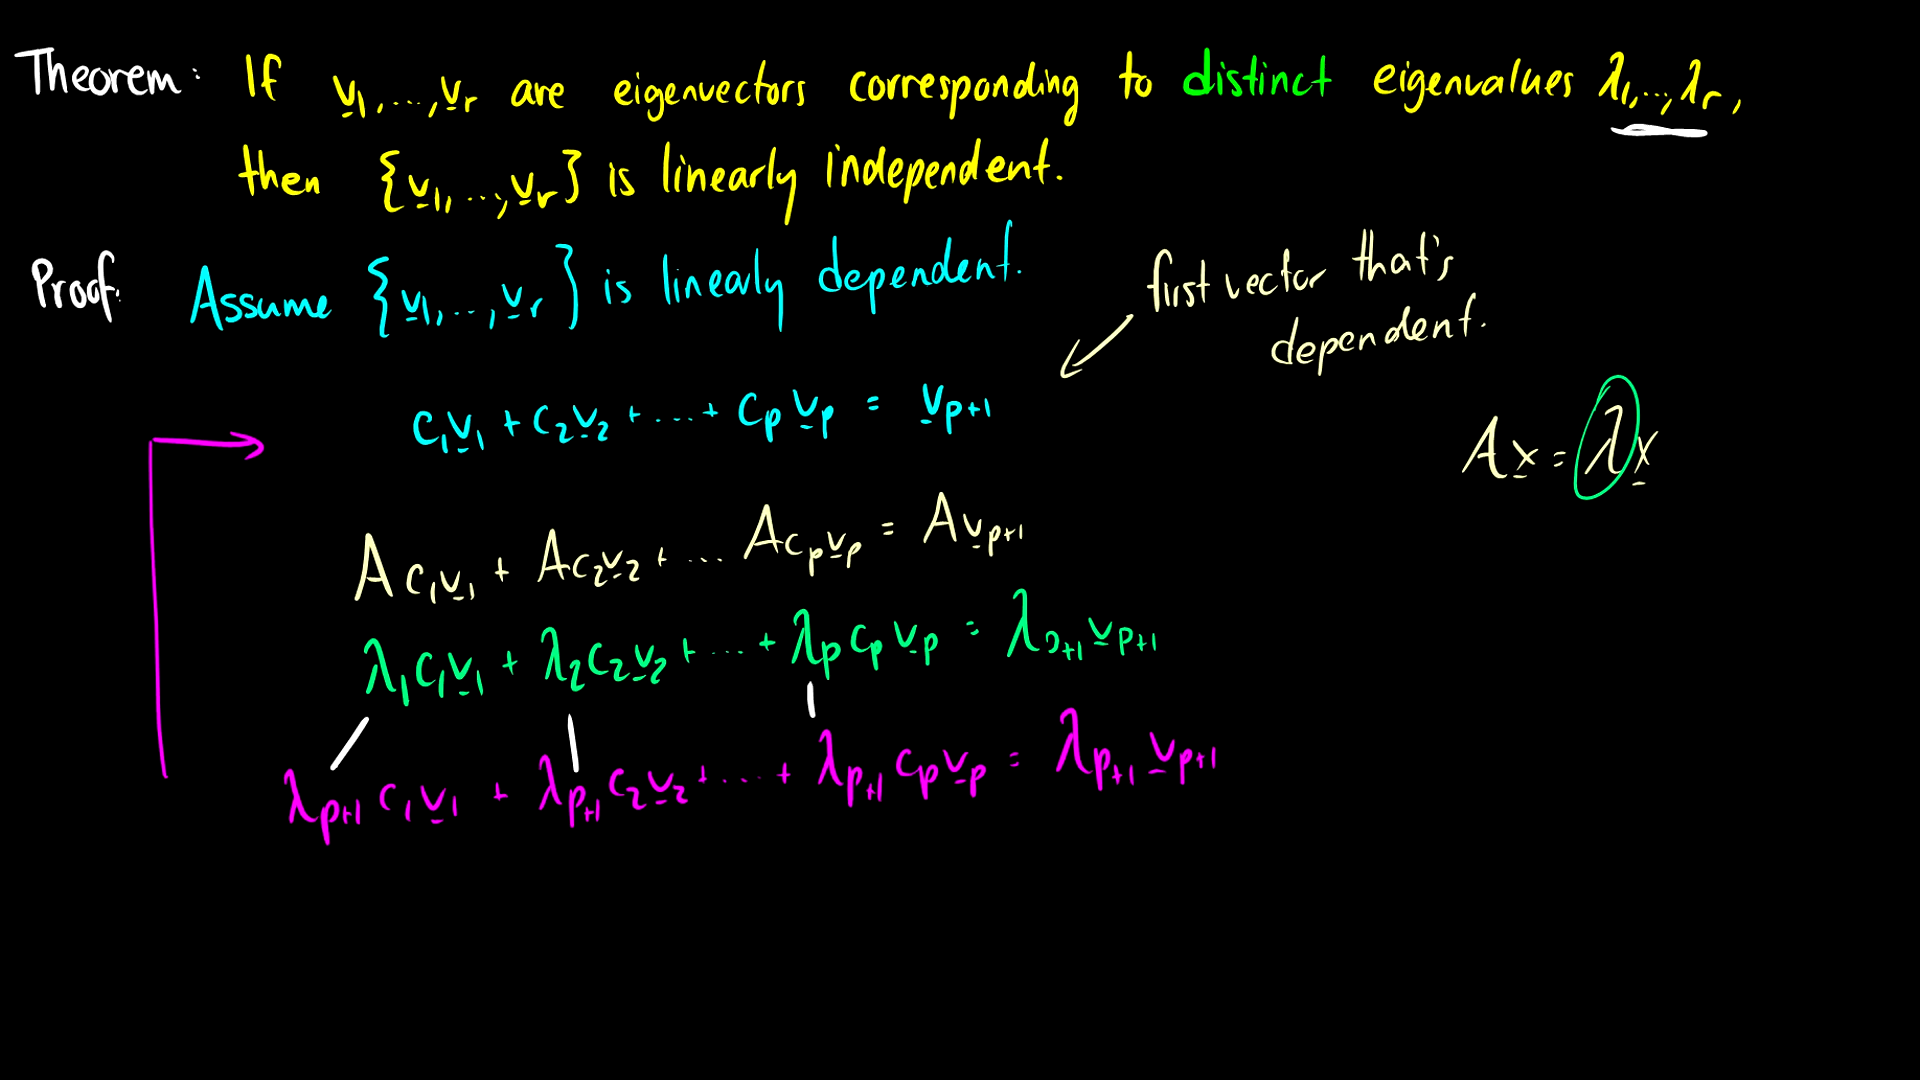 Theorem: If v₁,...,vᵣ are eigenvectors corresponding to distinct eigenvalues λ₁,..,λᵣ,
then {v₁,...,vᵣ} is linearly independent.
Proof: Assume {v₁,...,vᵣ} is linearly dependent.
first vector that's
dependent.
c₁v₁ + c₂v₂ + .... + cₚvₚ = vₚ₊₁
Ax = λx
Ac₁v₁ + Ac₂v₂ + ... Acₚvₚ = Avₚ₊₁
λ₁c₁v₁ + λ₂c₂v₂ + ... + λₚcₚvₚ = λₚ₊₁vₚ₊₁
λₚ₊₁c₁v₁ + λₚ₊₁c₂v₂ + .... + λₚ₊₁cₚvₚ = λₚ₊₁vₚ₊₁